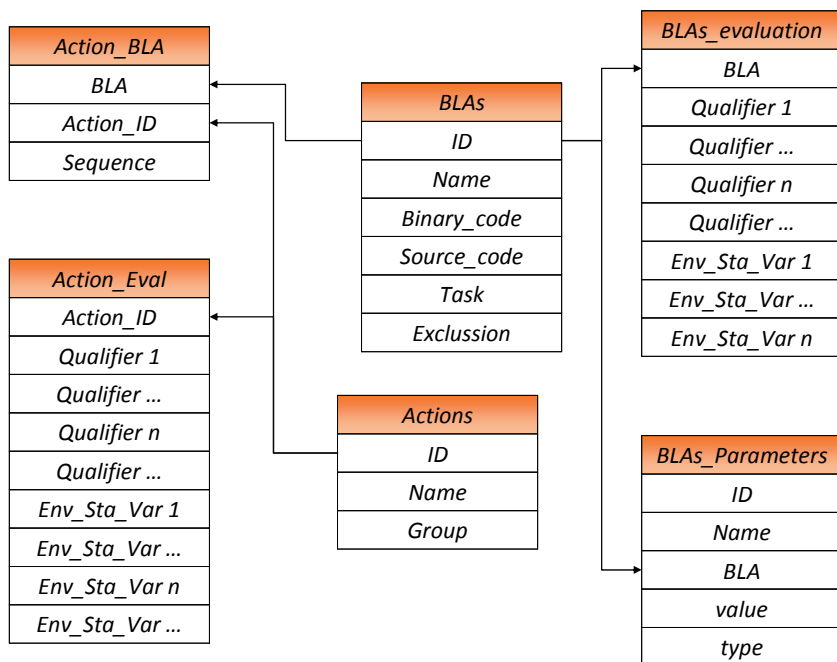 Action_BLA
BLA
Action_ID
Sequence
Action_Eval
Action_ID
Qualifier 1
Qualifier ...
Qualifier n
Qualifier ...
Env_Sta_Var 1
Env_Sta_Var ...
Env_Sta_Var n
Env_Sta_Var ...
BLAs
ID
Name
Binary_code
Source_code
Task
Exclussion
Actions
ID
Name
Group
BLAs_evaluation
BLA
Qualifier 1
Qualifier ...
Qualifier n
Qualifier ...
Env_Sta_Var 1
Env_Sta_Var ...
Env_Sta_Var n
BLAs_Parameters
ID
Name
BLA
value
type